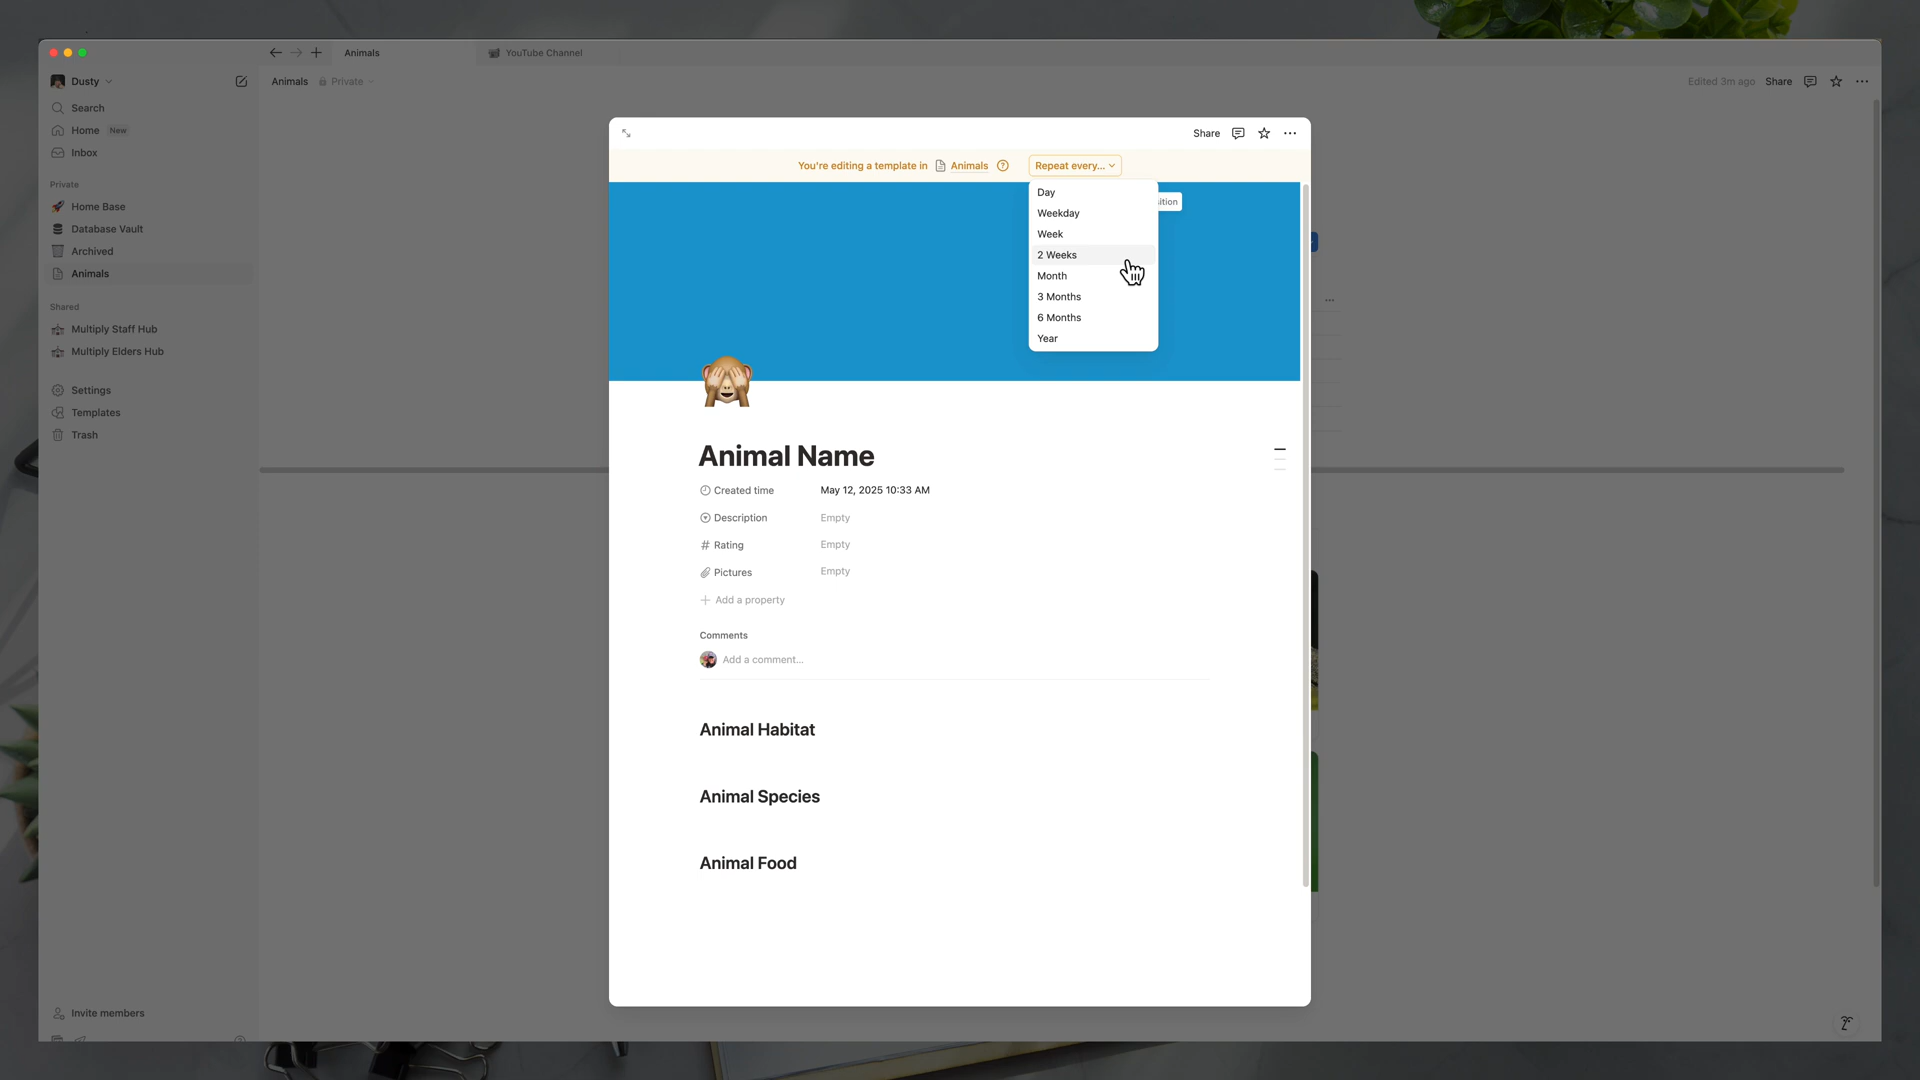 Animals
YouTube Channel
Dusty
Animals Private
Edited 3m ago Share
Search
Home New
Inbox
Private
Home Base
Database Vault
Archived
Animals
Shared
Multiply Staff Hub
Multiply Elders Hub
Settings
Templates
Trash
Invite members
Share
You're editing a template in Animals ? Repeat every...
Day
Weekday
Week
2 Weeks
Month
3 Months
6 Months
Year
Animal Name
Created time May 12, 2025 10:33 AM
Description Empty
Rating Empty
Pictures Empty
Add a property
Comments
Add a comment...
Animal Habitat
Animal Species
Animal Food